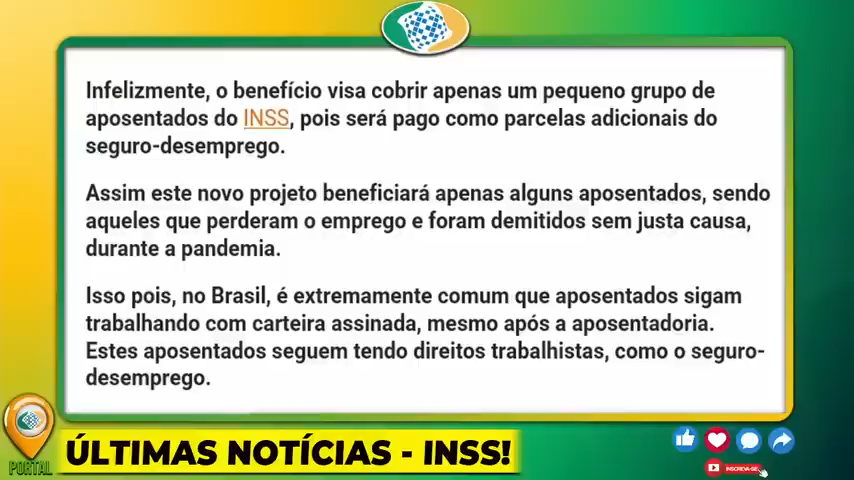 Infelizmente, o benefício visa cobrir apenas um pequeno grupo de
aposentados do INSS, pois será pago como parcelas adicionais do
seguro-desemprego.
Assim este novo projeto beneficiará apenas alguns aposentados, sendo
aqueles que perderam o emprego e foram demitidos sem justa causa,
durante a pandemia.
Isso pois, no Brasil, é extremamente comum que aposentados sigam
trabalhando com carteira assinada, mesmo após a aposentadoria.
Estes aposentados seguem tendo direitos trabalhistas, como o seguro-
desemprego.
PORTAL
ÚLTIMAS NOTÍCIAS - INSS!
INSCREVA-SE